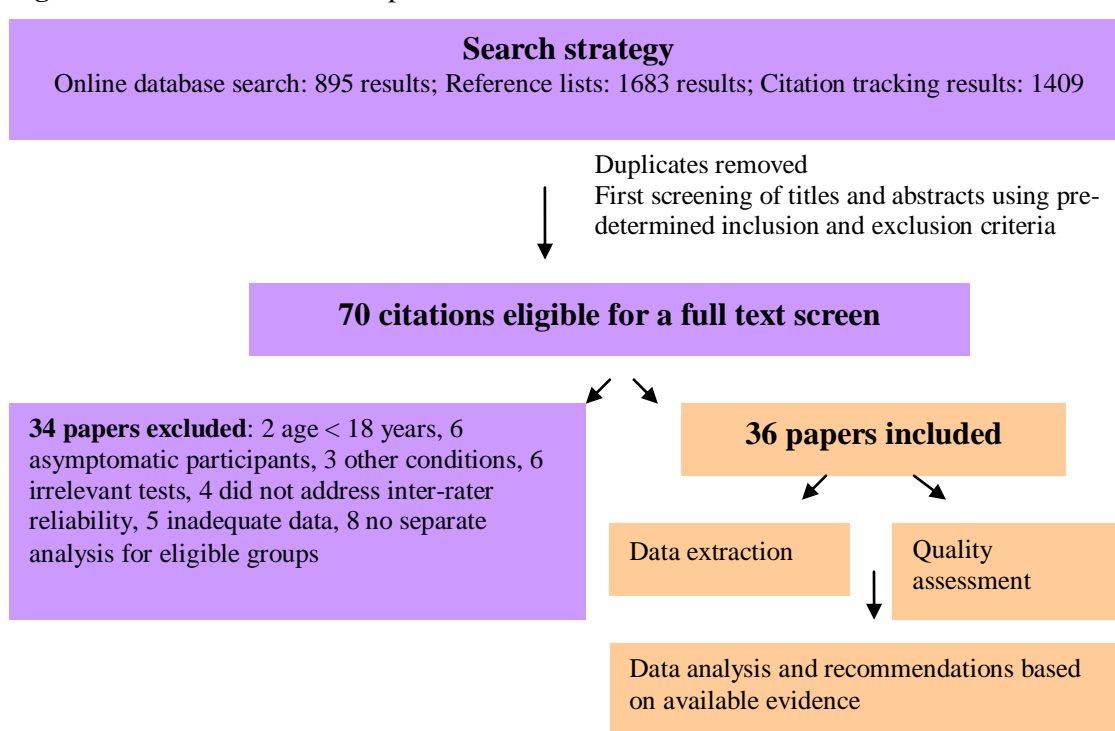 Search strategy
Online database search: 895 results; Reference lists: 1683 results; Citation tracking results: 1409
Duplicates removed
First screening of titles and abstracts using pre-
determined inclusion and exclusion criteria
70 citations eligible for a full text screen
34 papers excluded: 2 age < 18 years, 6
asymptomatic participants, 3 other conditions, 6
irrelevant tests, 4 did not address inter-rater
reliability, 5 inadequate data, 8 no separate
analysis for eligible groups
36 papers included
Data extraction
Quality
assessment
Data analysis and recommendations based
on available evidence